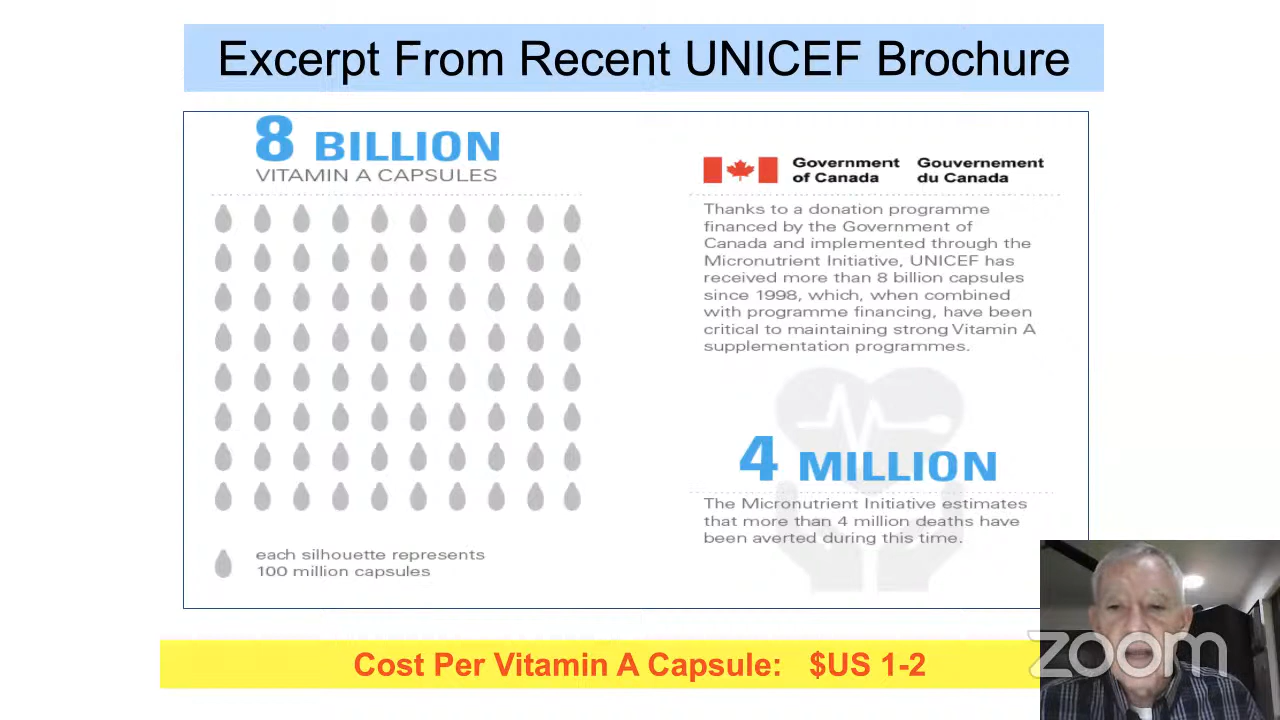 Excerpt From Recent UNICEF Brochure
8 BILLION
VITAMIN A CAPSULES
each silhouette represents
100 million capsules
Government
of Canada
Gouvernement
du Canada
Thanks to a donation programme
financed by the Government of
Canada and implemented through the
Micronutrient Initiative, UNICEF has
received more than 8 billion capsules
since 1998, which, when combined
with programme financing, have been
critical to maintaining strong Vitamin A
supplementation programmes.
4 MILLION
The Micronutrient Initiative estimates
that more than 4 million deaths have
been averted during this time.
Cost Per Vitamin A Capsule: $US 1-2
zoom